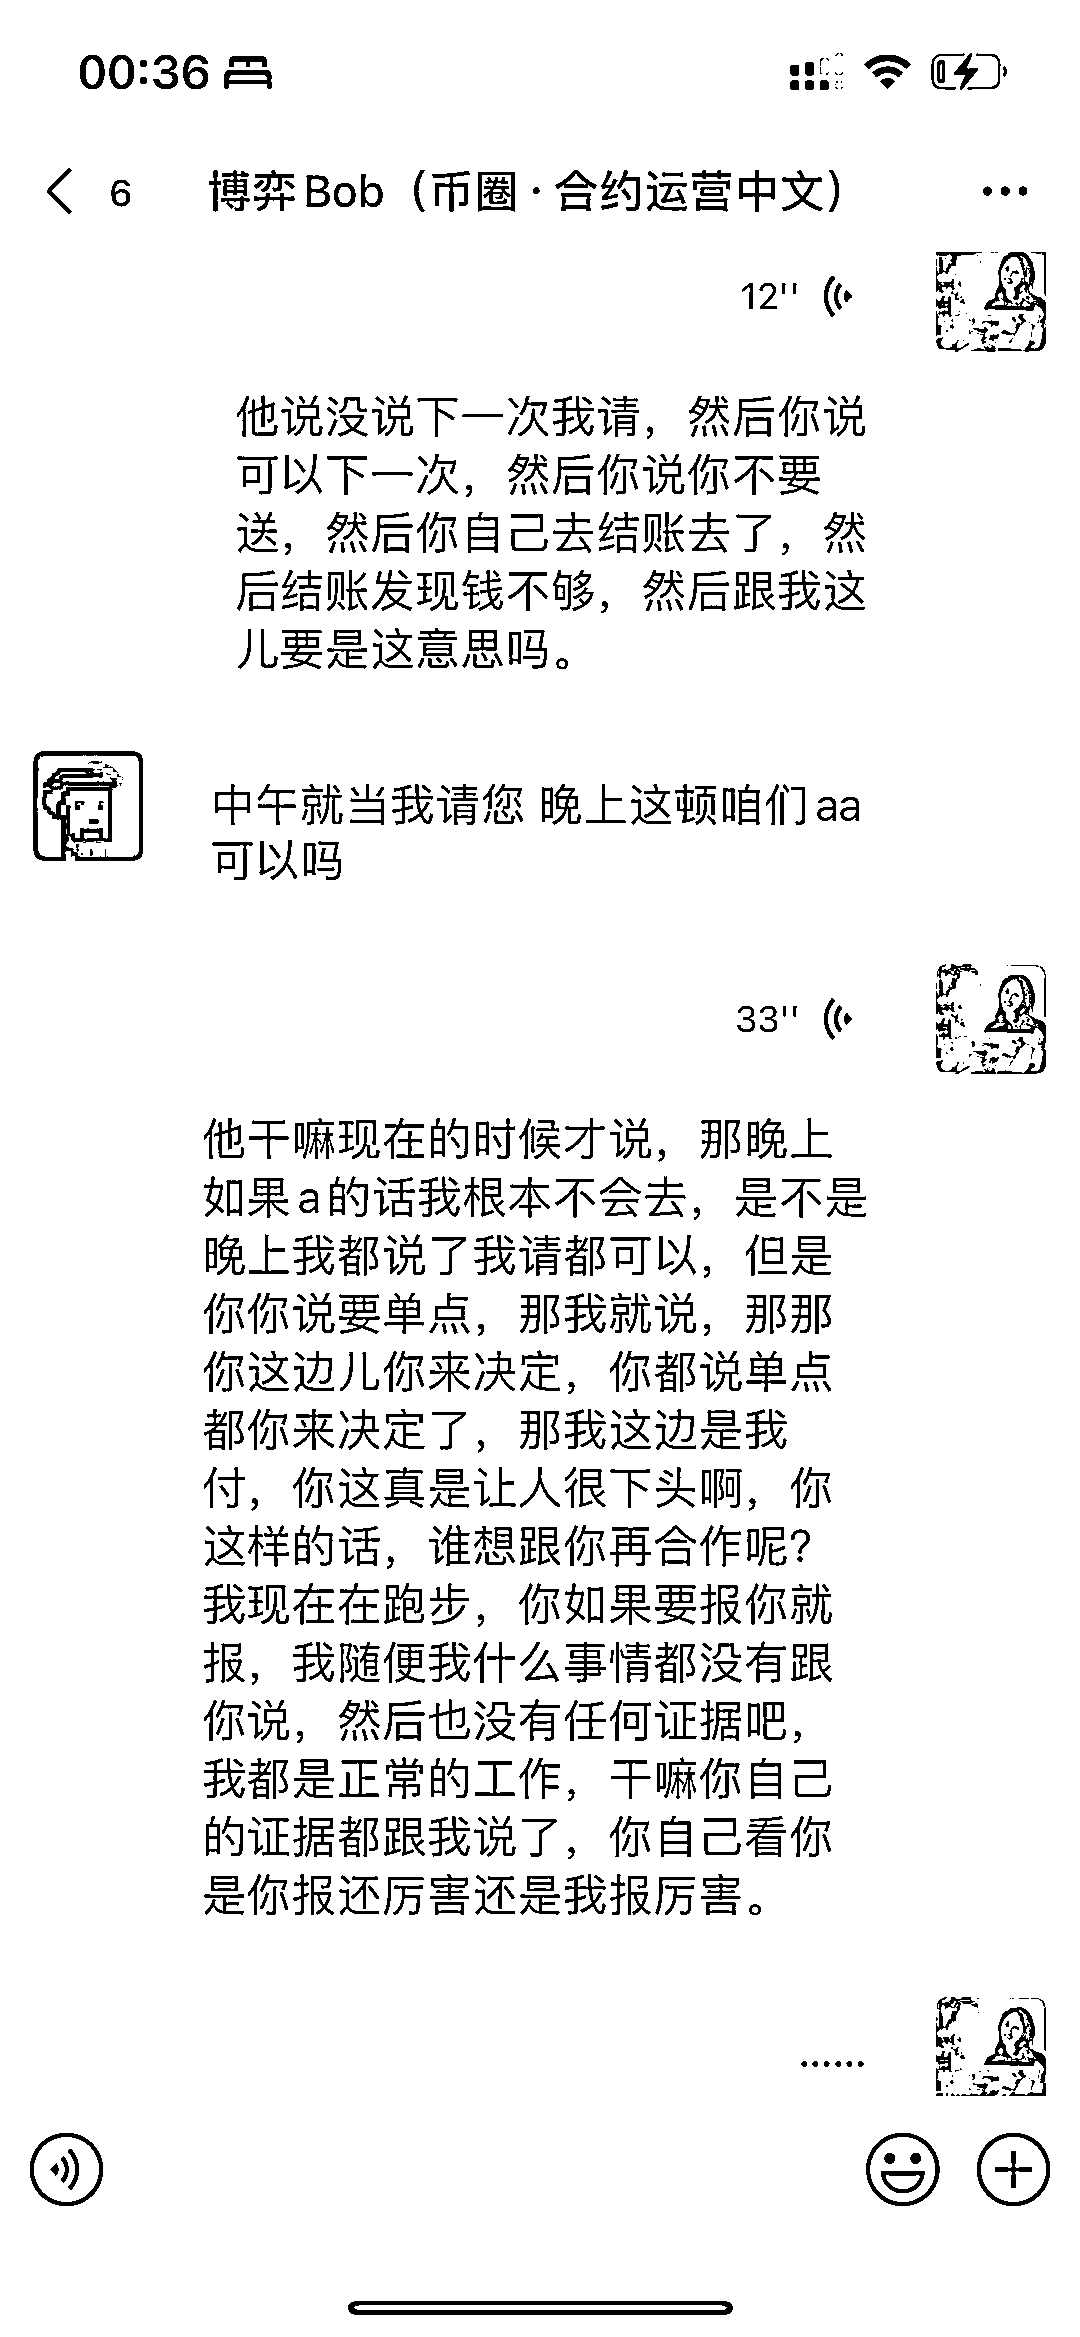 00:36
6
博弈Bob（币圈·合约运营中文）
12''
他说没说下一次我请，然后你说
可以下一次，然后你说你不要
送，然后你自己去结账去了，然
后结账发现钱不够，然后跟我这
儿要是这意思吗。
中午就当我请您 晚上这顿咱们aa
可以吗
33''
他干嘛现在的时候才说，那晚上
如果a的话我根本不会去，是不是
晚上我都说了我请都可以，但是
你你说要单点，那我就说，那那
你这边儿你来决定，你都说单点
都你来决定了，那我这边是我
付，你这真是让人很下头啊，你
这样的话，谁想跟你再合作呢？
我现在在跑步，你如果要报你就
报，我随便我什么事情都没有跟
你说，然后也没有任何证据吧，
我都是正常的工作，干嘛你自己
的证据都跟我说了，你自己看你
是你报还厉害还是我报厉害。
……